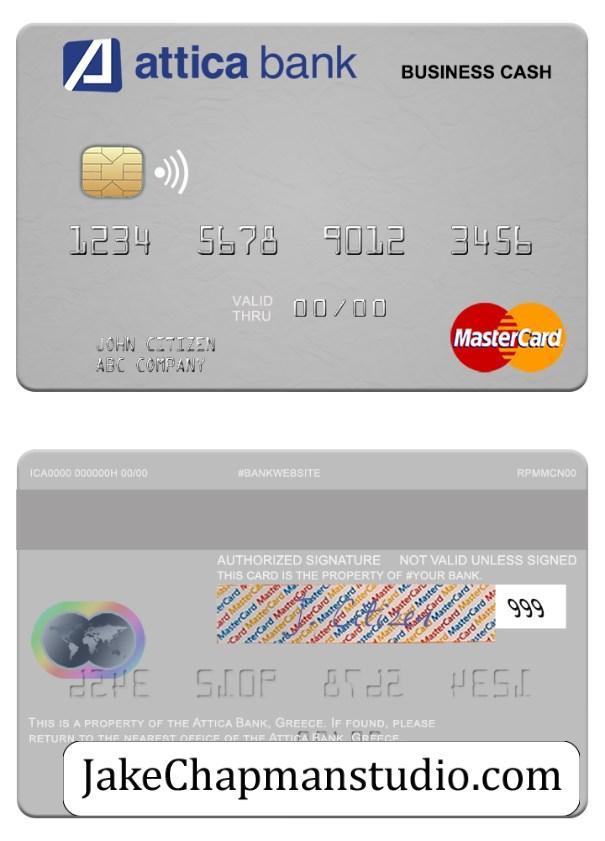 attica bank
BUSINESS CASH
1234 5678 9012 3456
VALID
THRU 00/00
JOHN CITIZEN
ABC COMPANY
MasterCard
ICA0000 000000H 00/00 #BANKWEBSITE RPMMCN00
AUTHORIZED SIGNATURE NOT VALID UNLESS SIGNED
THIS CARD IS THE PROPERTY OF #YOUR BANK.
Citizen
999
THIS IS A PROPERTY OF THE ATTICA BANK, GREECE. IF FOUND, PLEASE
RETURN TO THE NEAREST OFFICE OF THE ATTICA BANK, GREECE
JakeChapmanstudio.com